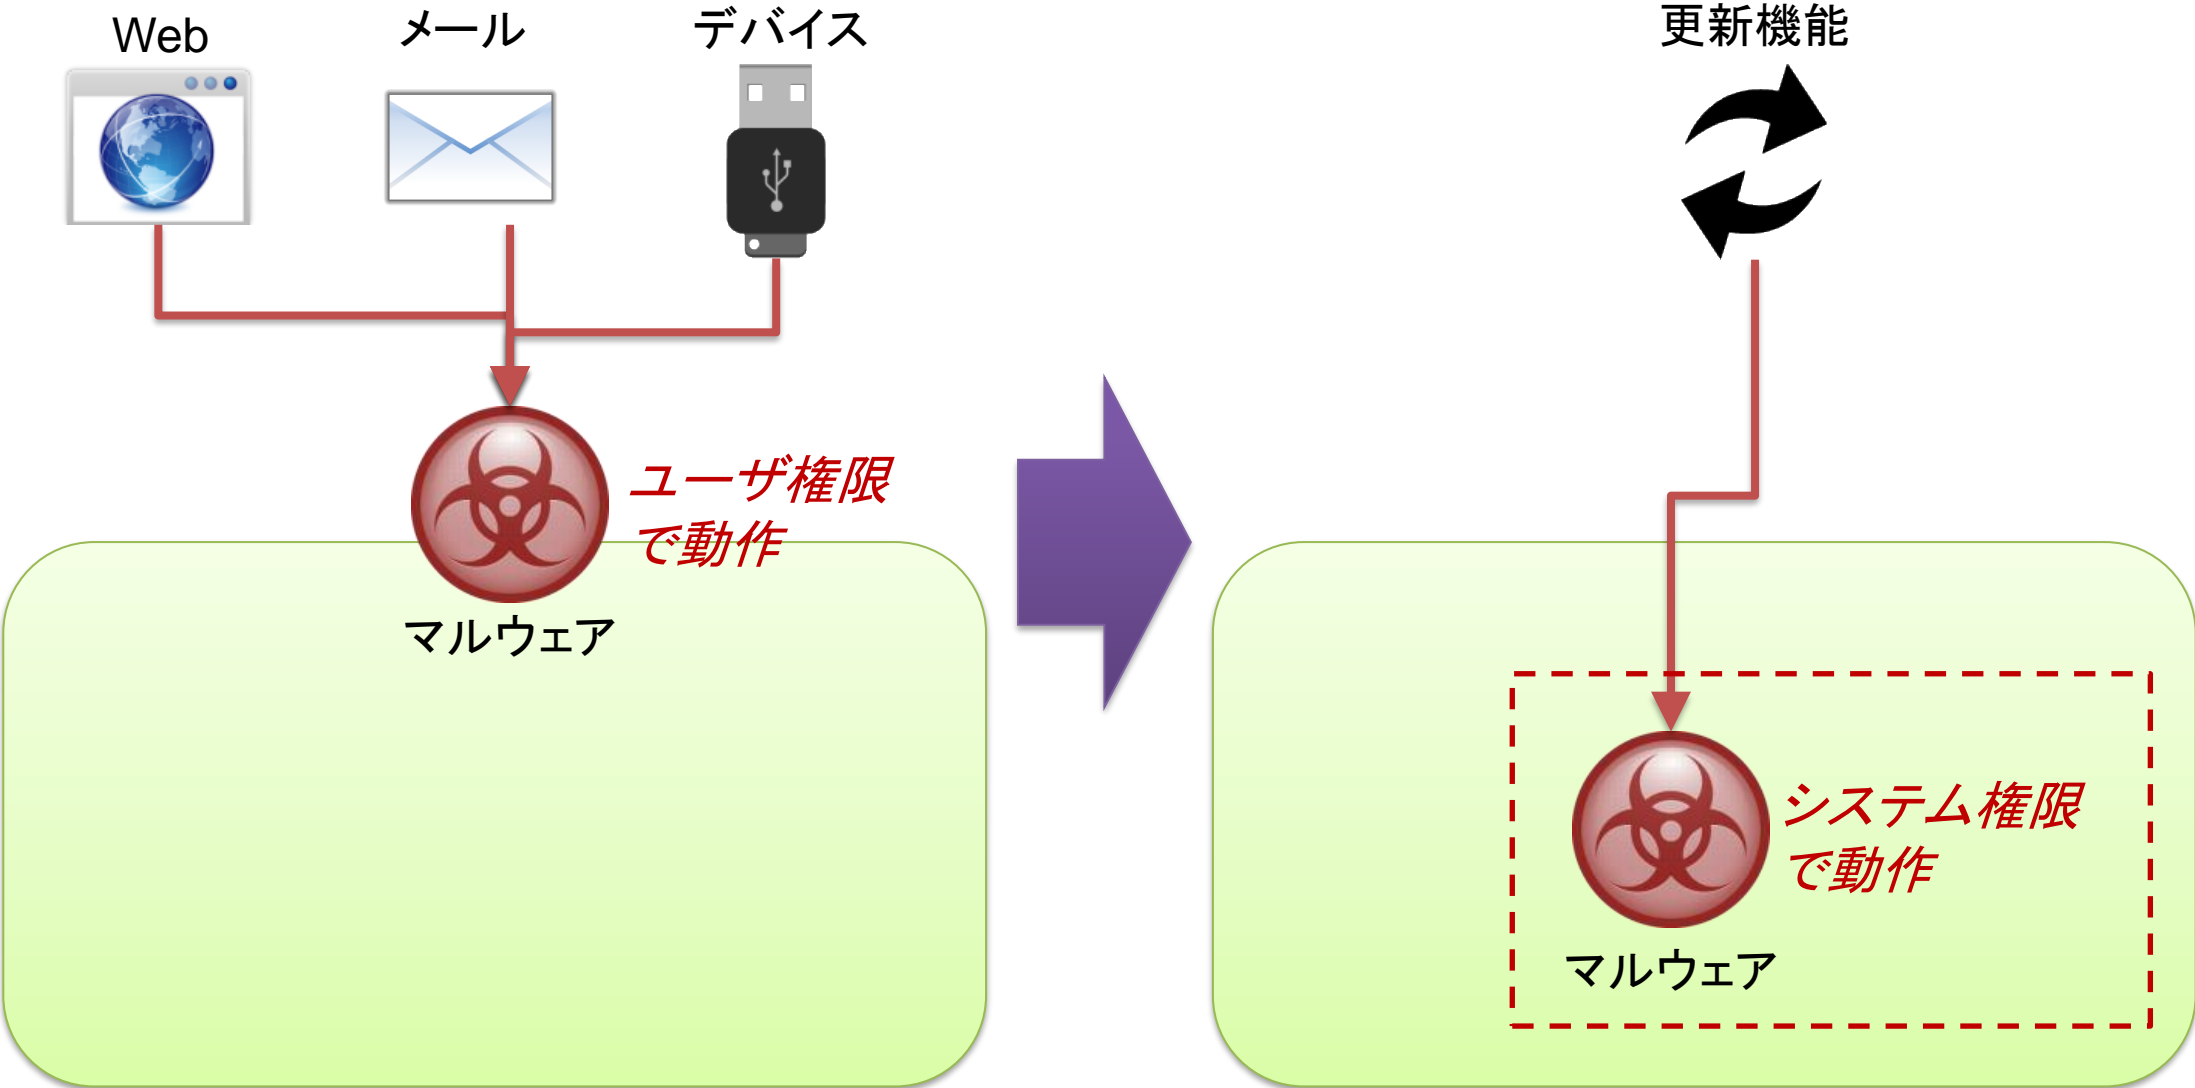 Web
メール
デバイス
更新機能
ユーザ権限
で動作
マルウェア
システム権限
で動作
マルウェア